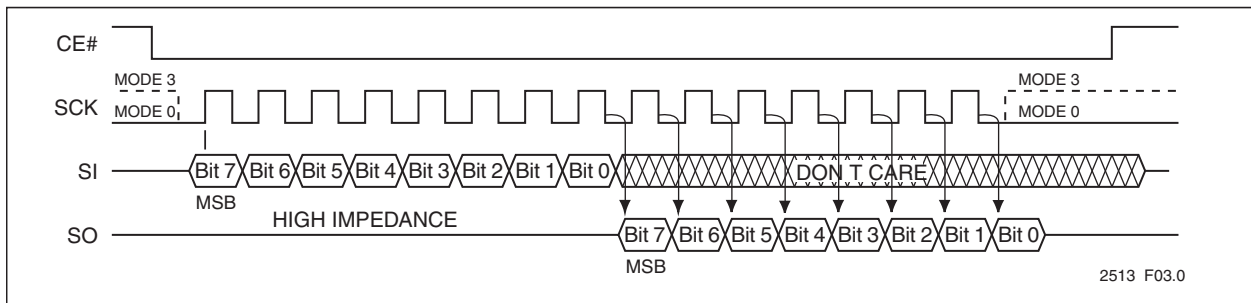 CE#
MODE 3 MODE 3
SCK
MODE 0 MODE 0
SI Bit 7 Bit 6 Bit 5 Bit 4 Bit 3 Bit 2 Bit 1 Bit 0 DON T CARE
MSB
HIGH IMPEDANCE
SO Bit 7 Bit 6 Bit 5 Bit 4 Bit 3 Bit 2 Bit 1 Bit 0
MSB
2513 F03.0